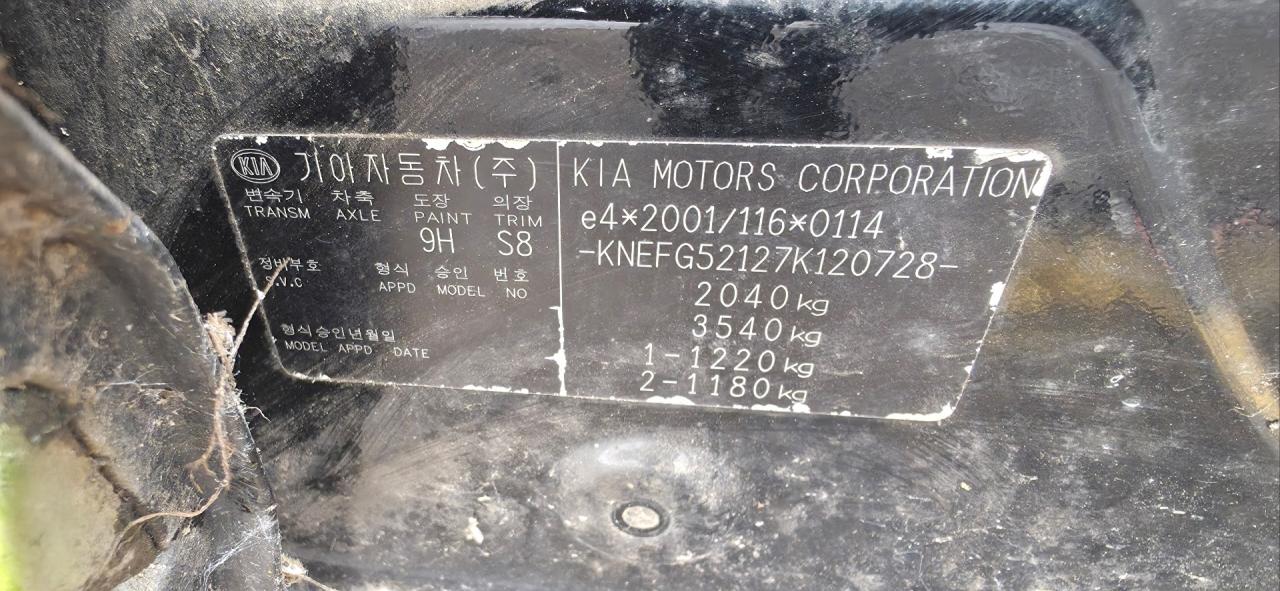 KIA 기아자동차(주)
변속기 차축 도장 의장
TRANSM AXLE PAINT TRIM
9H S8
정비부호 형식 승인 번호
S.V.C APPD MODEL NO
형식승인년월일
MODEL APPD DATE
KIA MOTORS CORPORATION
e4*2001/116*0114
-KNEFG52127K120728-
2040kg
3540kg
1-1220kg
2-1180kg